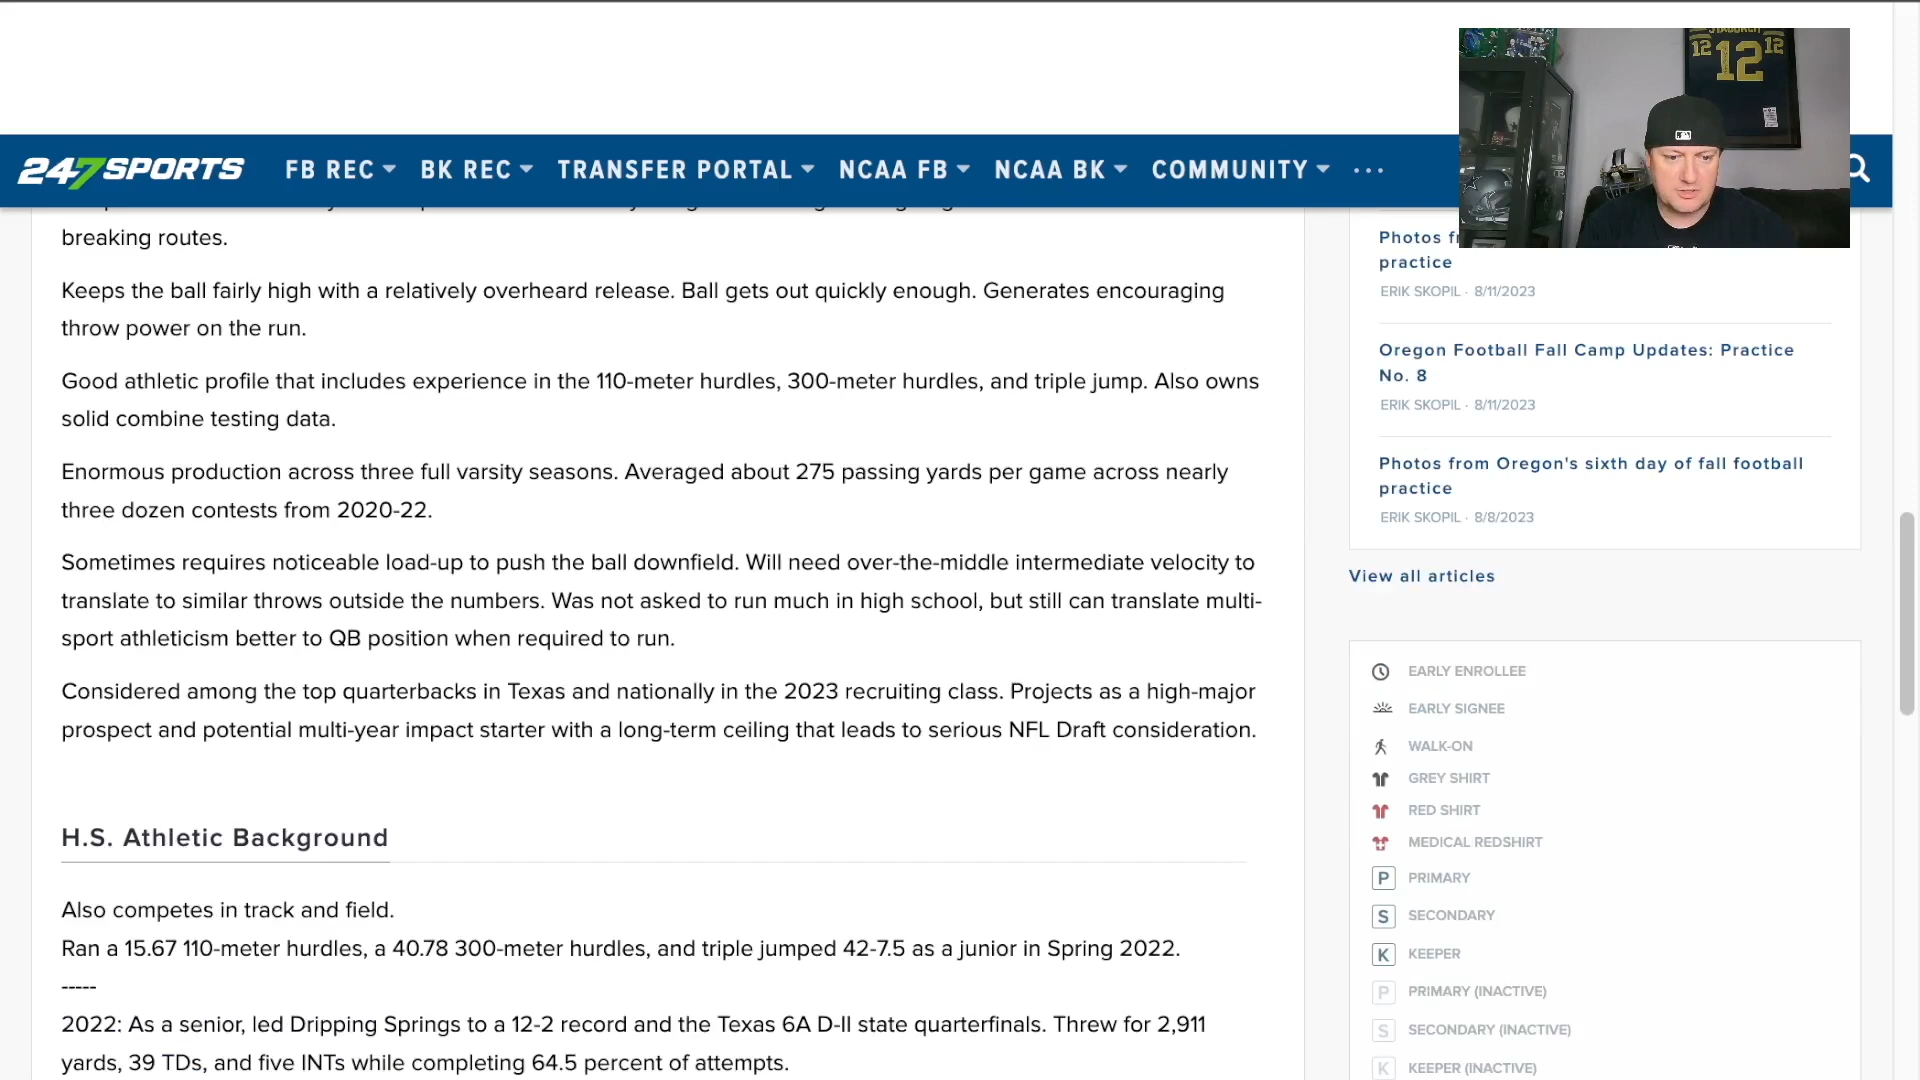 247SPORTS FB REC BK REC TRANSFER PORTAL NCAA FB NCAA BK COMMUNITY ...
12 12 12
breaking routes.
Keeps the ball fairly high with a relatively overheard release. Ball gets out quickly enough. Generates encouraging
throw power on the run.
Good athletic profile that includes experience in the 110-meter hurdles, 300-meter hurdles, and triple jump. Also owns
solid combine testing data.
Enormous production across three full varsity seasons. Averaged about 275 passing yards per game across nearly
three dozen contests from 2020-22.
Sometimes requires noticeable load-up to push the ball downfield. Will need over-the-middle intermediate velocity to
translate to similar throws outside the numbers. Was not asked to run much in high school, but still can translate multi-
sport athleticism better to QB position when required to run.
Considered among the top quarterbacks in Texas and nationally in the 2023 recruiting class. Projects as a high-major
prospect and potential multi-year impact starter with a long-term ceiling that leads to serious NFL Draft consideration.
H.S. Athletic Background
Also competes in track and field.
Ran a 15.67 110-meter hurdles, a 40.78 300-meter hurdles, and triple jumped 42-7.5 as a junior in Spring 2022.
-----
2022: As a senior, led Dripping Springs to a 12-2 record and the Texas 6A D-II state quarterfinals. Threw for 2,911
yards, 39 TDs, and five INTs while completing 64.5 percent of attempts.
Photos
practice
ERIK SKOPIL · 8/11/2023
Oregon Football Fall Camp Updates: Practice
No. 8
ERIK SKOPIL · 8/11/2023
Photos from Oregon's sixth day of fall football
practice
ERIK SKOPIL · 8/8/2023
View all articles
EARLY ENROLLEE
EARLY SIGNEE
WALK-ON
GREY SHIRT
RED SHIRT
MEDICAL REDSHIRT
P PRIMARY
S SECONDARY
K KEEPER
P PRIMARY (INACTIVE)
S SECONDARY (INACTIVE)
K KEEPER (INACTIVE)